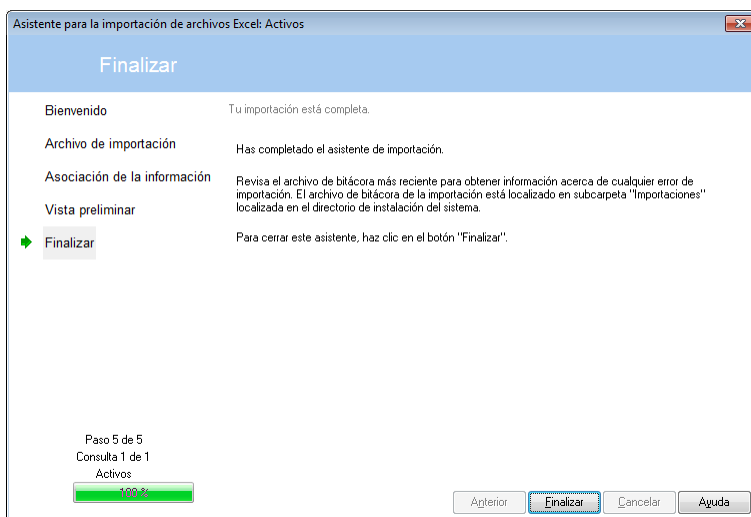 Asistente para la importación de archivos Excel: Activos
Finalizar
Bienvenido
Archivo de importación
Asociación de la información
Vista preliminar
Finalizar
Tu importación está completa.
Has completado el asistente de importación.
Revisa el archivo de bitácora más reciente para obtener información acerca de cualquier error de
importación. El archivo de bitácora de la importación está localizado en subcarpeta "Importaciones"
localizada en el directorio de instalación del sistema.
Para cerrar este asistente, haz clic en el botón "Finalizar".
Paso 5 de 5
Consulta 1 de 1
Activos
100 %
Anterior
Finalizar
Cancelar
Ayuda